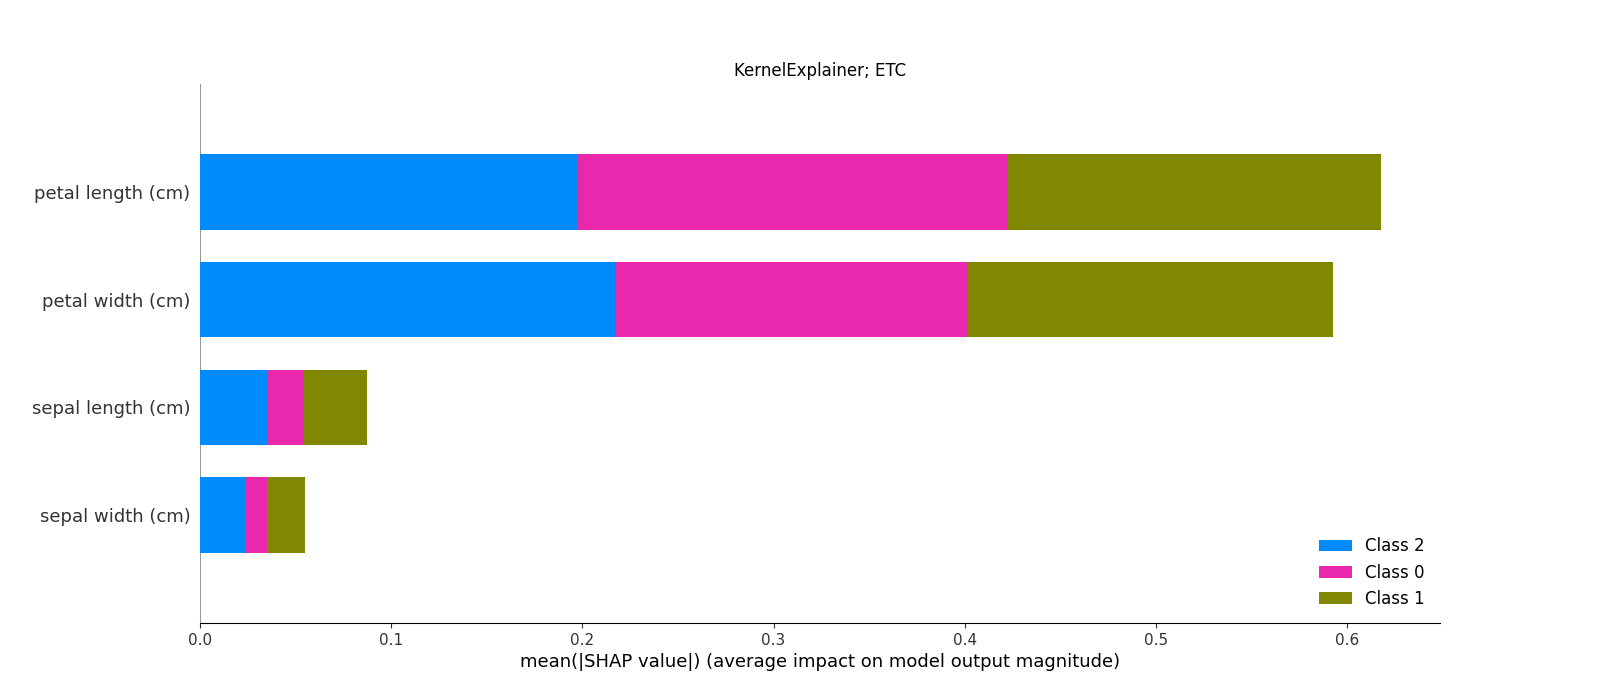 KernelExplainer; ETC
petal length (cm)
petal width (cm)
sepal length (cm)
sepal width (cm)
Class 2
Class 0
Class 1
0.0 0.1 0.2 0.3 0.4 0.5 0.6
mean(|SHAP value|) (average impact on model output magnitude)